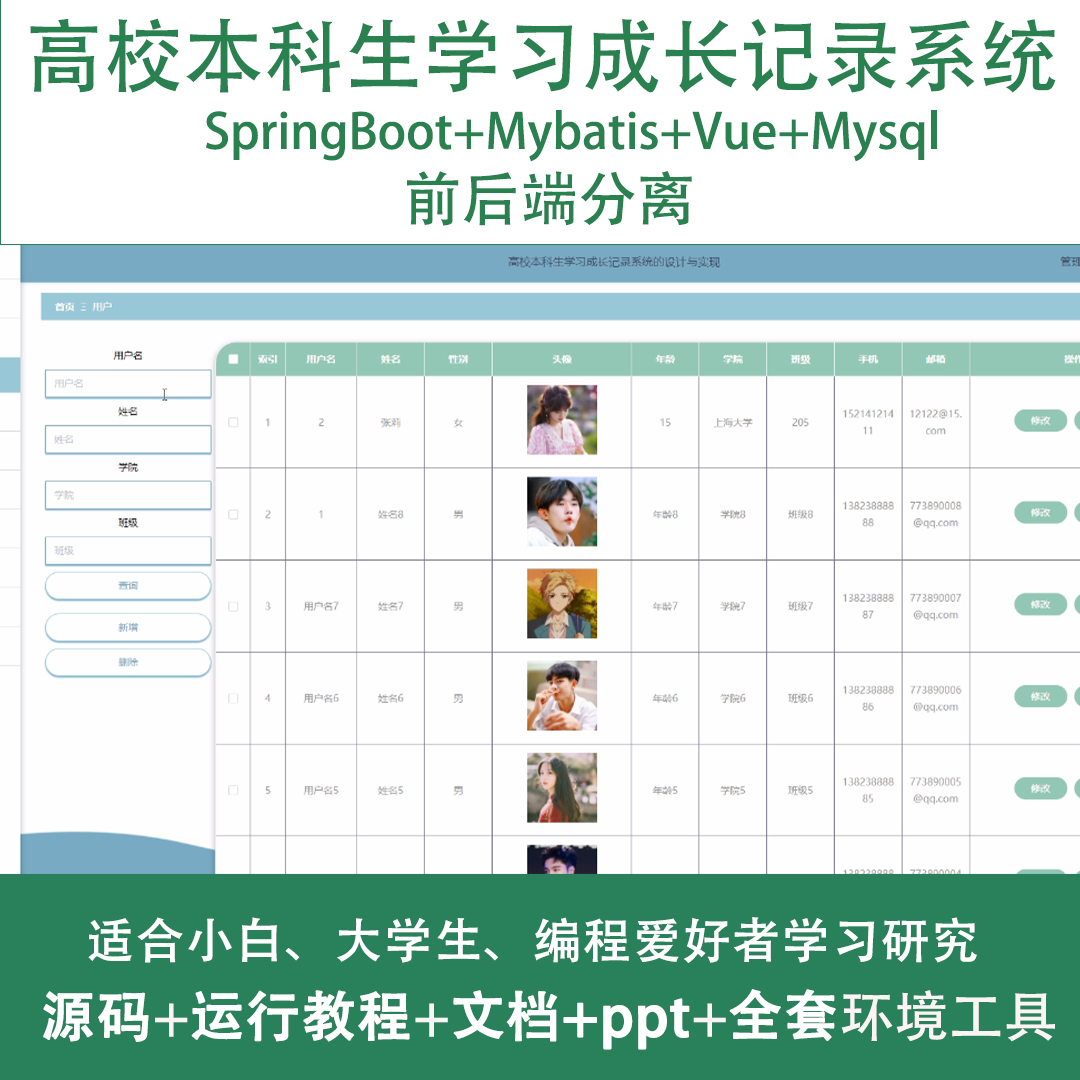 高校本科生学习成长记录系统
SpringBoot+Mybatis+Vue+Mysql
前后端分离
高校本科生学习成长记录系统的设计与实现
首页 用户
用户名
用户名
姓名
姓名
学院
学院
班级
班级
查询
新增
删除
索引 用户名 姓名 性别 头像 年龄 学院 班级 手机 邮箱
1 2 张莉 女 15 上海大学 205 15214121411 12122@15.com 修改
2 1 姓名8 男 年龄8 学院8 班级8 13823888888 773890008@qq.com 修改
3 用户名7 姓名7 男 年龄7 学院7 班级7 13823888887 773890007@qq.com 修改
4 用户名6 姓名6 男 年龄6 学院6 班级6 13823888886 773890006@qq.com 修改
5 用户名5 姓名5 男 年龄5 学院5 班级5 13823888885 773890005@qq.com 修改
适合小白、大学生、编程爱好者学习研究
源码+运行教程+文档+ppt+全套环境工具